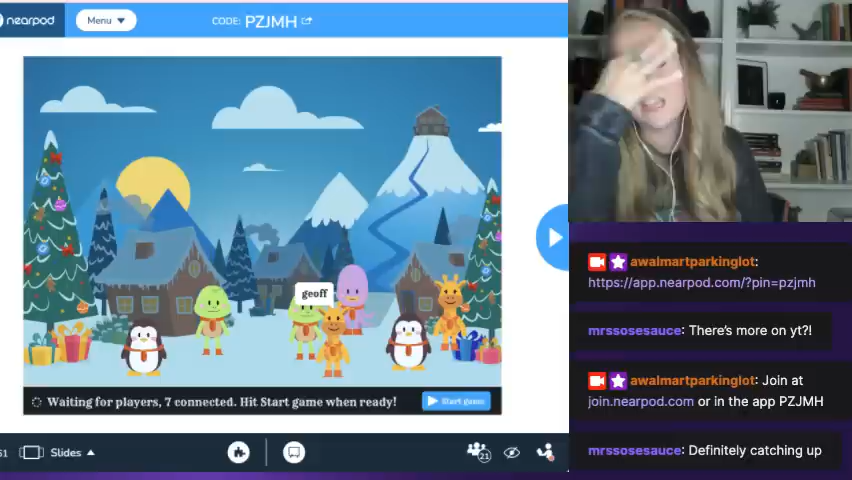 nearpod
Menu
CODE: PZJMH
geoff
Waiting for players, 7 connected. Hit Start game when ready!
Start game
Slides
21
awalmartparkinglot:
https://app.nearpod.com/?pin=pzjmh
mrssosesauce: There's more on yt?!
awalmartparkinglot: Join at
join.nearpod.com or in the app PZJMH
mrssosesauce: Definitely catching up